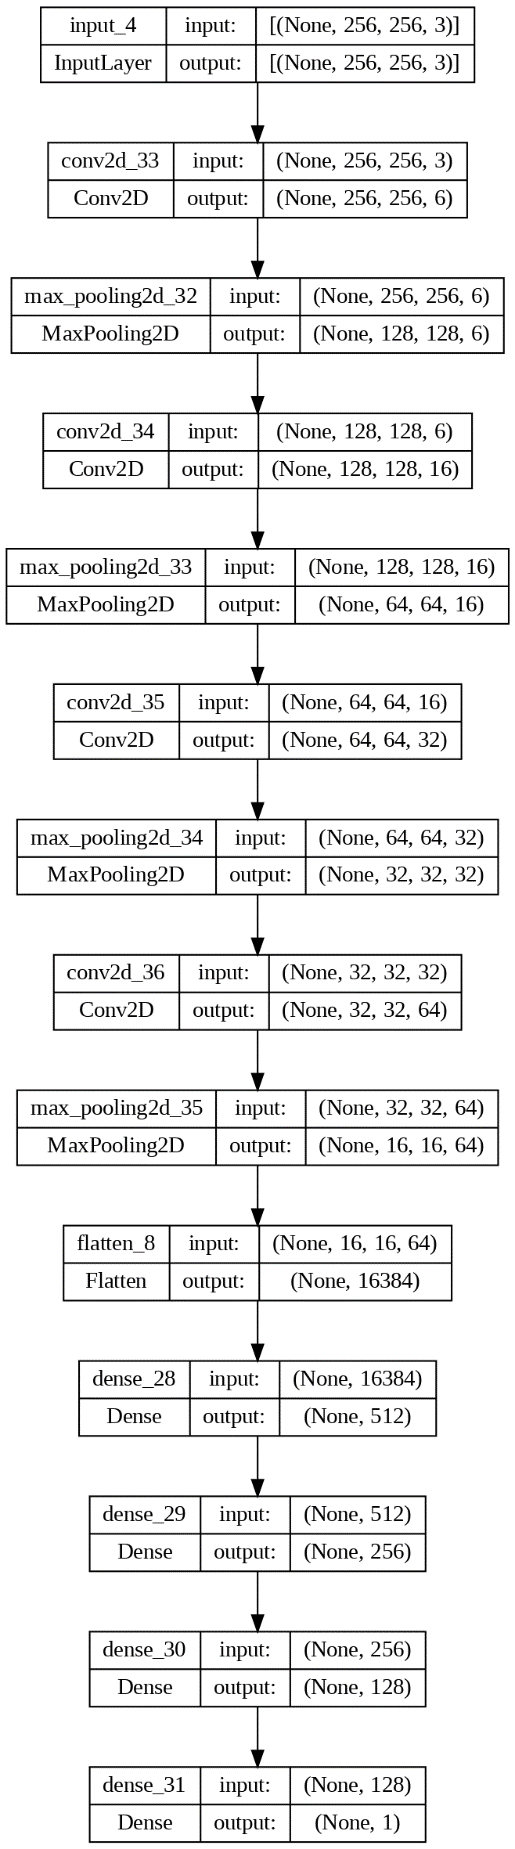 input_4 input: [(None, 256, 256, 3)]
InputLayer output: [(None, 256, 256, 3)]
conv2d_33 input: (None, 256, 256, 3)
Conv2D output: (None, 256, 256, 6)
max_pooling2d_32 input: (None, 256, 256, 6)
MaxPooling2D output: (None, 128, 128, 6)
conv2d_34 input: (None, 128, 128, 6)
Conv2D output: (None, 128, 128, 16)
max_pooling2d_33 input: (None, 128, 128, 16)
MaxPooling2D output: (None, 64, 64, 16)
conv2d_35 input: (None, 64, 64, 16)
Conv2D output: (None, 64, 64, 32)
max_pooling2d_34 input: (None, 64, 64, 32)
MaxPooling2D output: (None, 32, 32, 32)
conv2d_36 input: (None, 32, 32, 32)
Conv2D output: (None, 32, 32, 64)
max_pooling2d_35 input: (None, 32, 32, 64)
MaxPooling2D output: (None, 16, 16, 64)
flatten_8 input: (None, 16, 16, 64)
Flatten output: (None, 16384)
dense_28 input: (None, 16384)
Dense output: (None, 512)
dense_29 input: (None, 512)
Dense output: (None, 256)
dense_30 input: (None, 256)
Dense output: (None, 128)
dense_31 input: (None, 128)
Dense output: (None, 1)